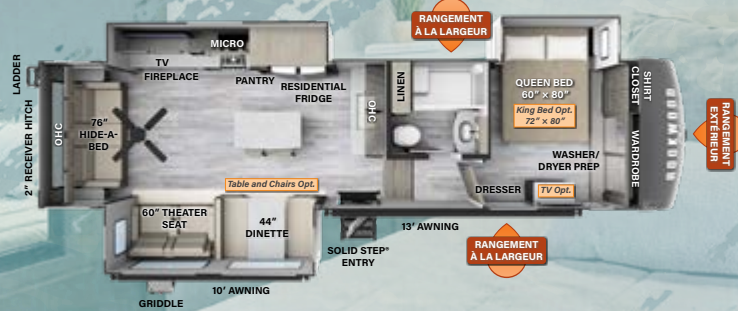 RANGEMENT
À LA LARGEUR
LADDER
2" RECEIVER HITCH
OHC
76"
HIDE-A-
BED
TV
FIREPLACE
MICRO
PANTRY
RESIDENTIAL
FRIDGE
OHC
LINEN
QUEEN BED
60" × 80"
King Bed Opt.
72" × 80"
SHIRT
CLOSET
WARDROBE
ROCKWOOD
RANGEMENT
EXTÉRIEUR
WASHER/
DRYER PREP
DRESSER
TV Opt.
Table and Chairs Opt.
60" THEATER
SEAT
44"
DINETTE
SOLID STEP®
ENTRY
13' AWNING
RANGEMENT
À LA LARGEUR
10' AWNING
GRIDDLE